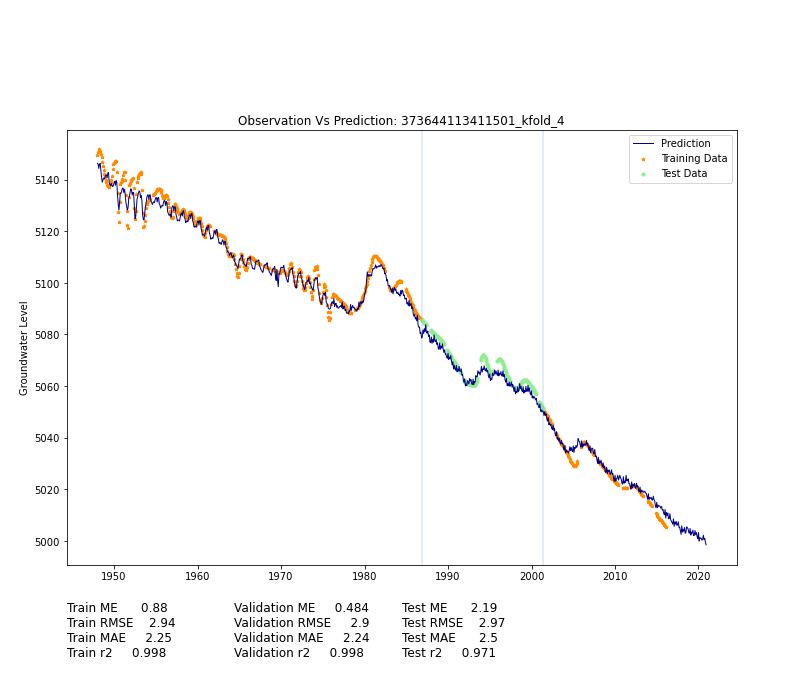 Observation Vs Prediction: 373644113411501_kfold_4
Prediction
Training Data
Test Data
Groundwater Level
5140
5120
5100
5080
5060
5040
5020
5000
1950 1960 1970 1980 1990 2000 2010 2020
Train ME 0.88 Validation ME 0.484 Test ME 2.19
Train RMSE 2.94 Validation RMSE 2.9 Test RMSE 2.97
Train MAE 2.25 Validation MAE 2.24 Test MAE 2.5
Train r2 0.998 Validation r2 0.998 Test r2 0.971